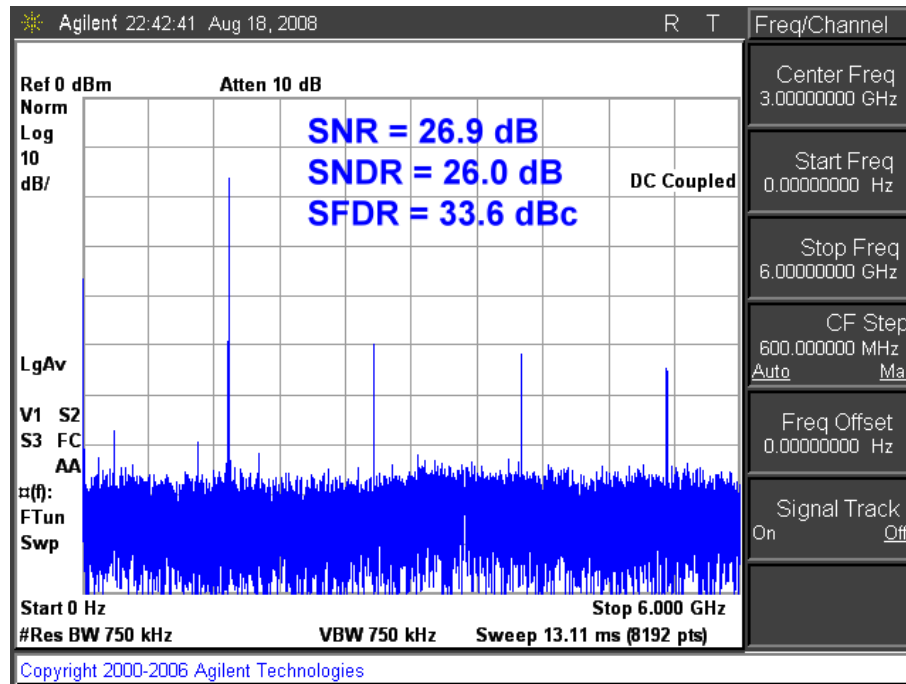 Agilent 22:42:41 Aug 18, 2008 R T
Freq/Channel
Ref 0 dBm Atten 10 dB
Norm
Log
10
dB/
SNR = 26.9 dB
SNDR = 26.0 dB
SFDR = 33.6 dBc
DC Coupled
LgAv
V1 S2
S3 FC
AA
¤(f):
FTun
Swp
Start 0 Hz Stop 6.000 GHz
#Res BW 750 kHz VBW 750 kHz Sweep 13.11 ms (8192 pts)
Copyright 2000-2006 Agilent Technologies
Center Freq
3.00000000 GHz
Start Freq
0.00000000 Hz
Stop Freq
6.00000000 GHz
CF Step
600.000000 MHz
Auto Ma
Freq Offset
0.00000000 Hz
Signal Track
On Off